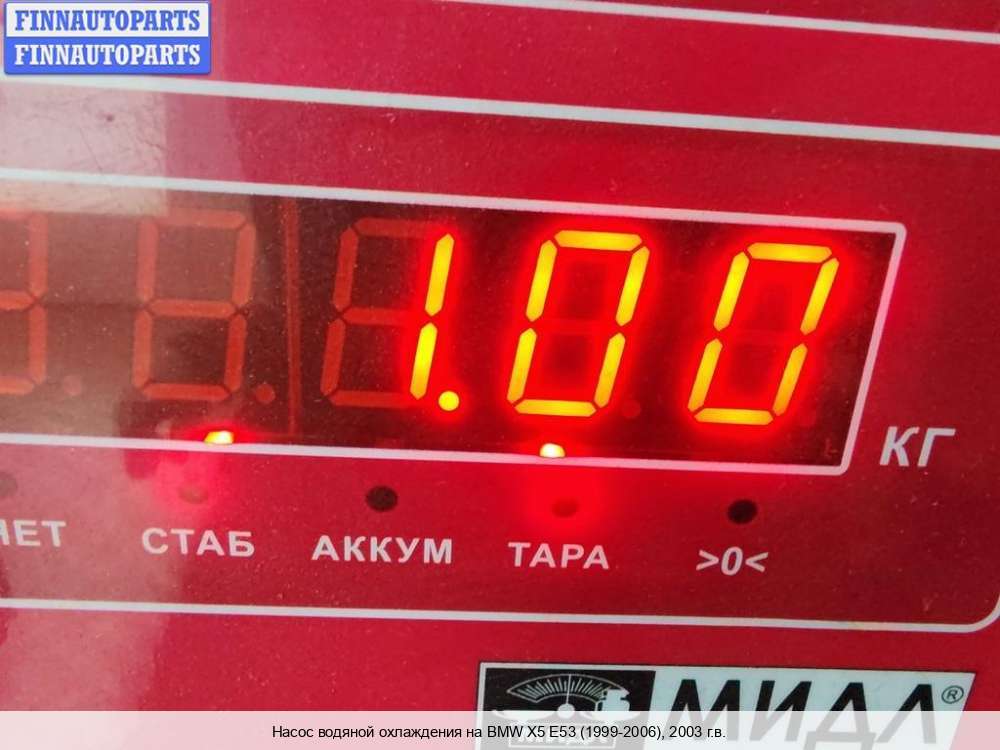 FINNAUTOPARTS
FINNAUTOPARTS
1.00
КГ
СТАБ АККУМ ТАРА >0<
МИДЛ®
Насос водяной охлаждения на BMW X5 E53 (1999-2006), 2003 г.в.